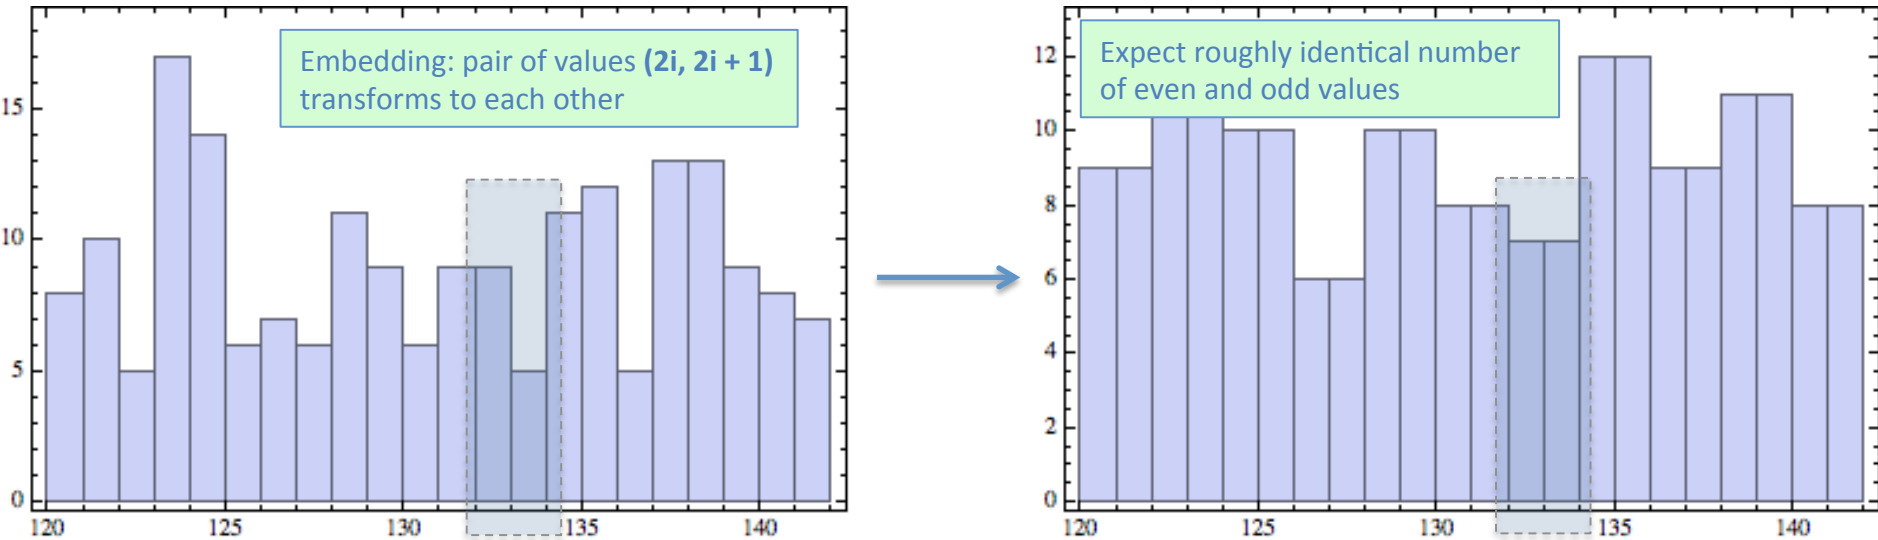 Embedding: pair of values (2i, 2i + 1)
transforms to each other
15
10
5
0
120 125 130 135 140
Expect roughly identical number
of even and odd values
12
10
8
6
4
2
0
120 125 130 135 140